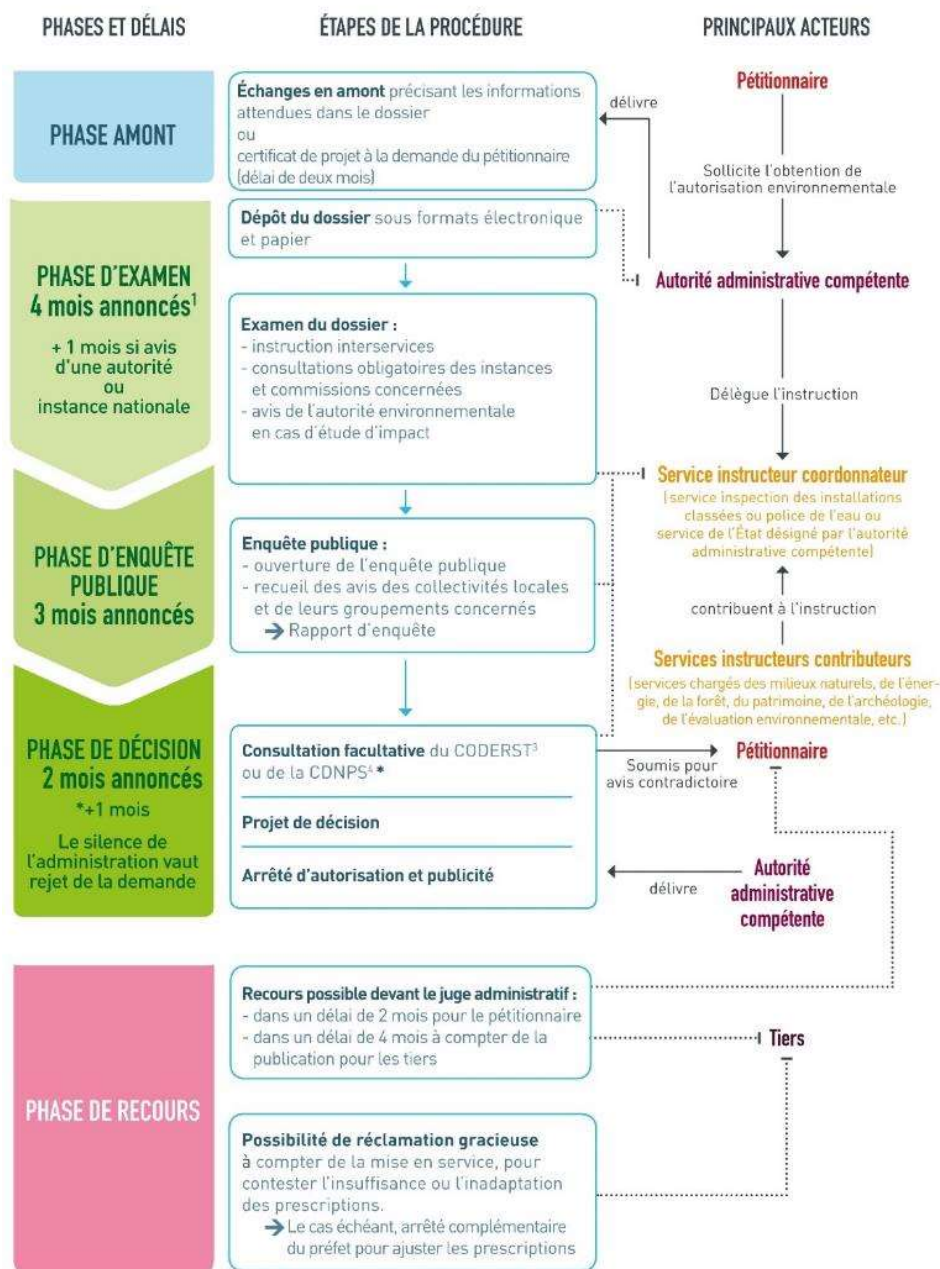 PHASES ET DÉLAIS
ÉTAPES DE LA PROCÉDURE
PRINCIPAUX ACTEURS
PHASE AMONT
Échanges en amont précisant les informations
attendues dans le dossier
ou
certificat de projet à la demande du pétitionnaire
(délai de deux mois)
délivre
Pétitionnaire
Sollicite l'obtention de
l'autorisation environnementale
PHASE D'EXAMEN
4 mois annoncés¹
+ 1 mois si avis
d'une autorité
ou
instance nationale
Dépôt du dossier sous formats électronique
et papier
Autorité administrative compétente
Examen du dossier :
- instruction interservices
- consultations obligatoires des instances
et commissions concernées
- avis de l'autorité environnementale
en cas d'étude d'impact
Délègue l'instruction
Service instructeur coordonnateur
(service inspection des installations
classées ou police de l'eau ou
service de l'État désigné par l'autorité
administrative compétente)
PHASE D'ENQUÊTE
PUBLIQUE
3 mois annoncés
Enquête publique :
- ouverture de l'enquête publique
- recueil des avis des collectivités locales
et de leurs groupements concernés
→ Rapport d'enquête
contribuent à l'instruction
Services instructeurs contributeurs
(services chargés des milieux naturels, de l'éner-
gie, de la forêt, du patrimoine, de l'archéologie,
de l'évaluation environnementale, etc.)
PHASE DE DÉCISION
2 mois annoncés
*+1 mois
Le silence de
l'administration vaut
rejet de la demande
Consultation facultative du CODERST³
ou de la CDNPS⁴ *
Soumis pour
avis contradictoire
Pétitionnaire
Projet de décision
Arrêté d'autorisation et publicité
délivre
Autorité
administrative
compétente
PHASE DE RECOURS
Recours possible devant le juge administratif :
- dans un délai de 2 mois pour le pétitionnaire
- dans un délai de 4 mois à compter de la
publication pour les tiers
Tiers
Possibilité de réclamation gracieuse
à compter de la mise en service, pour
contester l'insuffisance ou l'inadaptation
des prescriptions.
→ Le cas échéant, arrêté complémentaire
du préfet pour ajuster les prescriptions